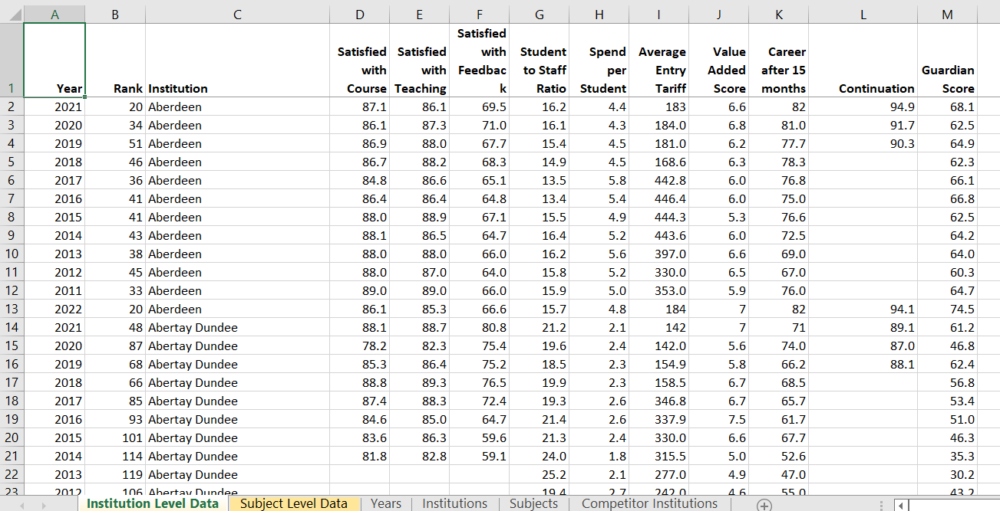 A B C D E F G H I J K L M
1 Year Rank Institution Satisfied with Course Satisfied with Teaching Satisfied with Feedbac k Student to Staff Ratio Spend per Student Average Entry Tariff Value Added Score Career after 15 months Continuation Guardian Score
2 2021 20 Aberdeen 87.1 86.1 69.5 16.2 4.4 183 6.6 82 94.9 68.1
3 2020 34 Aberdeen 86.1 87.3 71.0 16.1 4.3 184.0 6.8 81.0 91.7 62.5
4 2019 51 Aberdeen 86.9 88.0 67.7 15.4 4.5 181.0 6.2 77.7 90.3 64.9
5 2018 46 Aberdeen 86.7 88.2 68.3 14.9 4.5 168.6 6.3 78.3 62.3
6 2017 36 Aberdeen 84.8 86.6 65.1 13.5 5.8 442.8 6.0 76.8 66.1
7 2016 41 Aberdeen 86.4 86.4 64.8 13.4 5.4 446.4 6.0 75.0 66.8
8 2015 41 Aberdeen 88.0 88.9 67.1 15.5 4.9 444.3 5.3 76.6 62.5
9 2014 43 Aberdeen 88.1 86.5 64.7 16.4 5.2 443.6 6.0 72.5 64.2
10 2013 38 Aberdeen 88.0 88.0 66.0 16.2 5.6 397.0 6.6 69.0 64.0
11 2012 45 Aberdeen 88.0 87.0 64.0 15.8 5.2 330.0 6.5 67.0 60.3
12 2011 33 Aberdeen 89.0 89.0 66.0 15.9 5.0 353.0 5.9 76.0 64.7
13 2022 20 Aberdeen 86.1 85.3 66.6 15.7 4.8 184 7 82 94.1 74.5
14 2021 48 Abertay Dundee 88.1 88.7 80.8 21.2 2.1 142 7 71 89.1 61.2
15 2020 87 Abertay Dundee 78.2 82.3 75.4 19.6 2.4 142.0 5.6 74.0 87.0 46.8
16 2019 68 Abertay Dundee 85.3 86.4 75.2 18.5 2.3 154.9 5.8 66.2 88.1 62.4
17 2018 66 Abertay Dundee 88.8 89.3 76.5 19.9 2.3 158.5 6.7 68.5 56.8
18 2017 85 Abertay Dundee 87.4 88.3 72.4 19.3 2.6 346.8 6.7 65.7 53.4
19 2016 93 Abertay Dundee 84.6 85.0 64.7 21.4 2.6 337.9 7.5 61.7 51.0
20 2015 101 Abertay Dundee 83.6 86.3 59.6 21.3 2.4 330.0 6.6 67.7 46.3
21 2014 114 Abertay Dundee 81.8 82.8 59.1 24.0 1.8 315.5 5.0 52.6 35.3
22 2013 119 Abertay Dundee 25.2 2.1 277.0 4.9 47.0 30.2
23 2012 106 Abertay Dundee 19.4 2.7 242.0 4.6 55.0 43.2
Institution Level Data Subject Level Data Years Institutions Subjects Competitor Institutions